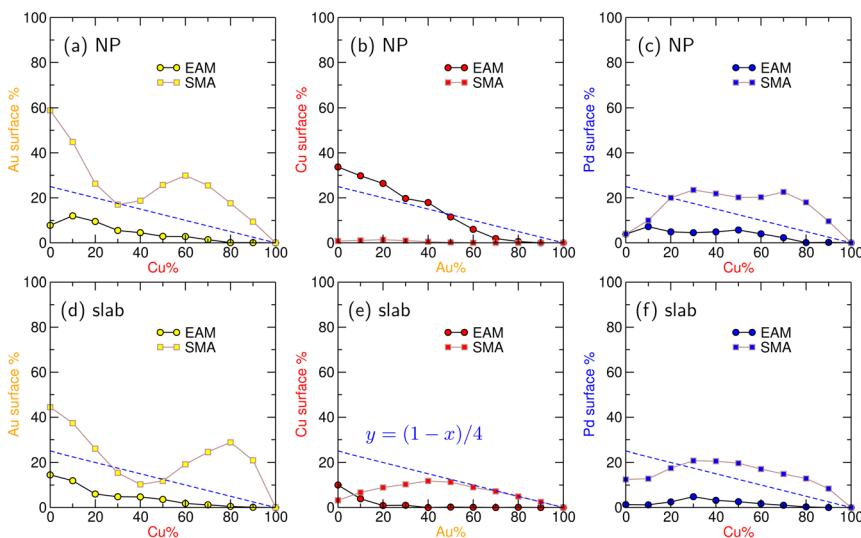 (a) NP
EAM
SMA
Au surface %
100
80
60
40
20
0
0 20 40 60 80 100
Cu%
(b) NP
EAM
SMA
Cu surface %
100
80
60
40
20
0
0 20 40 60 80 100
Au%
(c) NP
EAM
SMA
Pd surface %
100
80
60
40
20
0
0 20 40 60 80 100
Cu%
(d) slab
EAM
SMA
Au surface %
100
80
60
40
20
0
0 20 40 60 80 100
Cu%
(e) slab
EAM
SMA
y = (1 − x)/4
Cu surface %
100
80
60
40
20
0
0 20 40 60 80 100
Au%
(f) slab
EAM
SMA
Pd surface %
100
80
60
40
20
0
0 20 40 60 80 100
Cu%